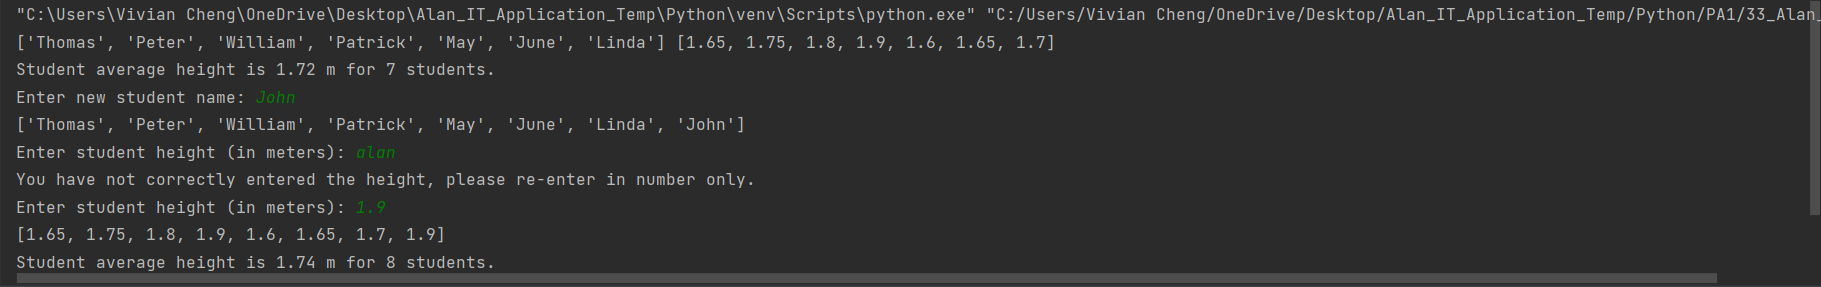 "C:\Users\Vivian Cheng\OneDrive\Desktop\Alan_IT_Application_Temp\Python\venv\Scripts\python.exe" "C:/Users/Vivian Cheng/OneDrive/Desktop/Alan_IT_Application_Temp/Python/PA1/33_Alan_
['Thomas', 'Peter', 'William', 'Patrick', 'May', 'June', 'Linda'] [1.65, 1.75, 1.8, 1.9, 1.6, 1.65, 1.7]
Student average height is 1.72 m for 7 students.
Enter new student name: John
['Thomas', 'Peter', 'William', 'Patrick', 'May', 'June', 'Linda', 'John']
Enter student height (in meters): alan
You have not correctly entered the height, please re-enter in number only.
Enter student height (in meters): 1.9
[1.65, 1.75, 1.8, 1.9, 1.6, 1.65, 1.7, 1.9]
Student average height is 1.74 m for 8 students.